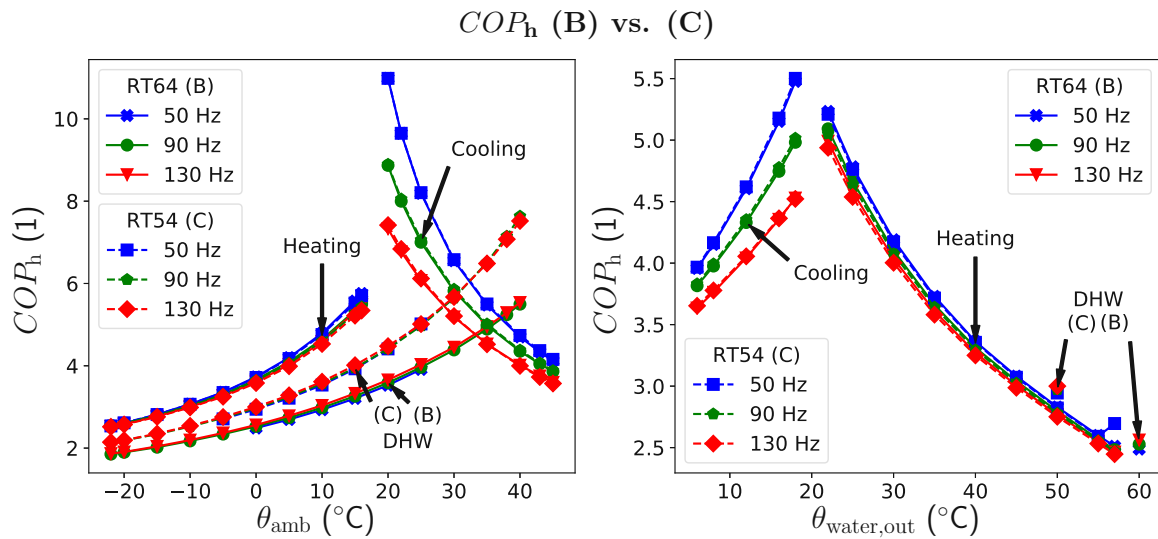 COPh (B) vs. (C)
COPh (1)
10
8
6
4
2
−20
−10
0
10
20
30
40
θamb (°C)
RT64 (B)
50 Hz
90 Hz
130 Hz
RT54 (C)
50 Hz
90 Hz
130 Hz
Cooling
Heating
(C) (B)
DHW
COPh (1)
5.5
5.0
4.5
4.0
3.5
3.0
2.5
10
20
30
40
50
60
θwater,out (°C)
RT64 (B)
50 Hz
90 Hz
130 Hz
Heating
Cooling
DHW
(C) (B)
RT54 (C)
50 Hz
90 Hz
130 Hz